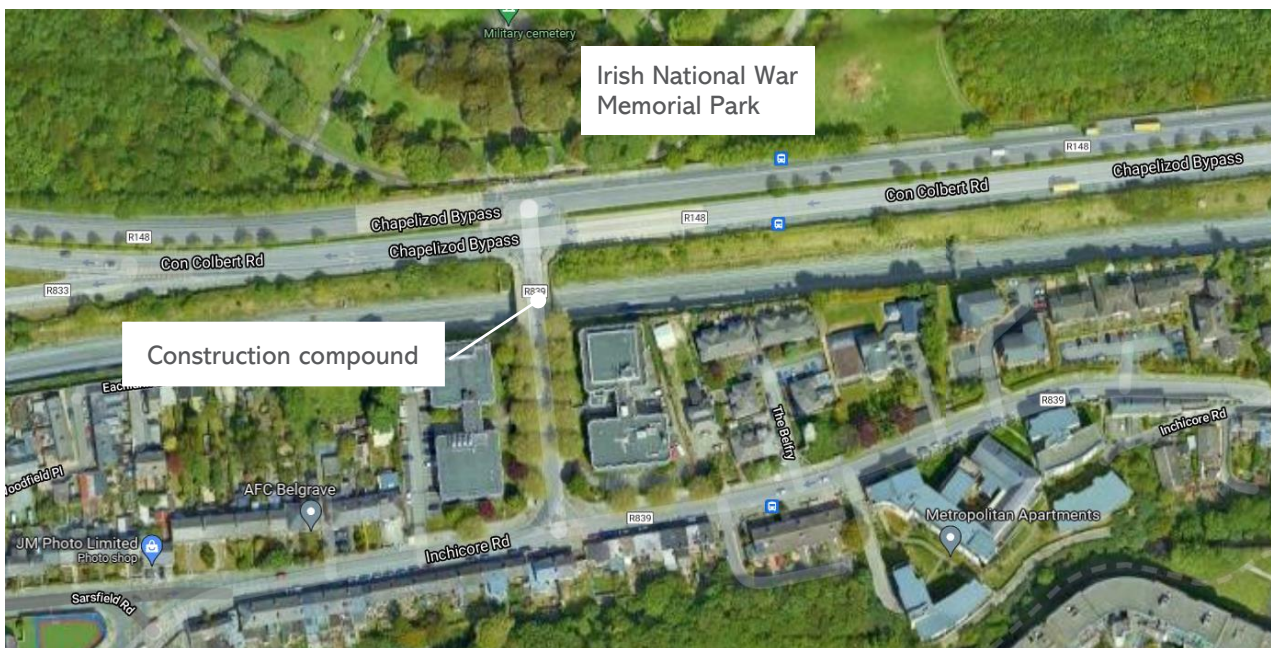 Military cemetery
Irish National War
Memorial Park
R148
Chapelizod Bypass
Con Colbert Rd
R148
Chapelizod Bypass
R148
Chapelizod Bypass
Con Colbert Rd
R833
R839
Construction compound
R839
Inchicore Rd
The Belfry
AFC Belgrave
R839
Metropolitan Apartments
JM Photo Limited
Photo shop
Inchicore Rd
Sarsfield Rd